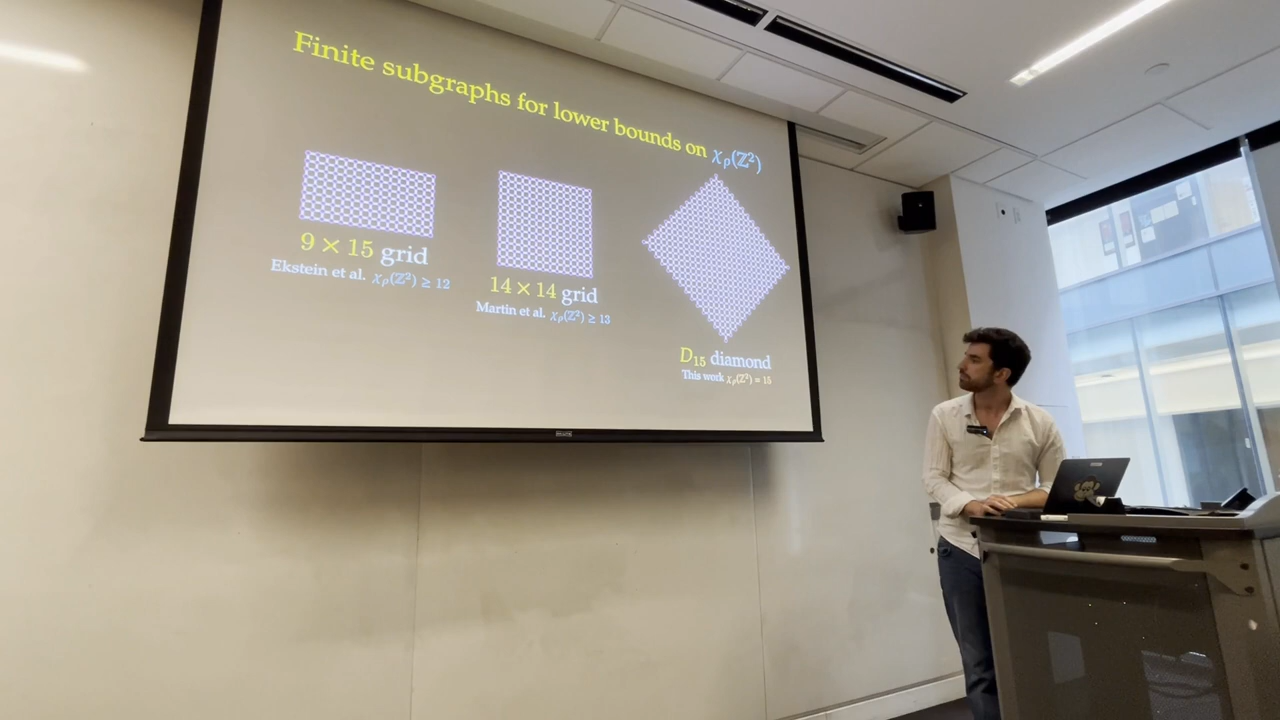 Finite subgraphs for lower bounds on χρ(ℤ²)
9 × 15 grid
Ekstein et al. χρ(ℤ²) ≥ 12
14 × 14 grid
Martin et al. χρ(ℤ²) ≥ 13
D₁₅ diamond
This work χρ(ℤ²) = 15